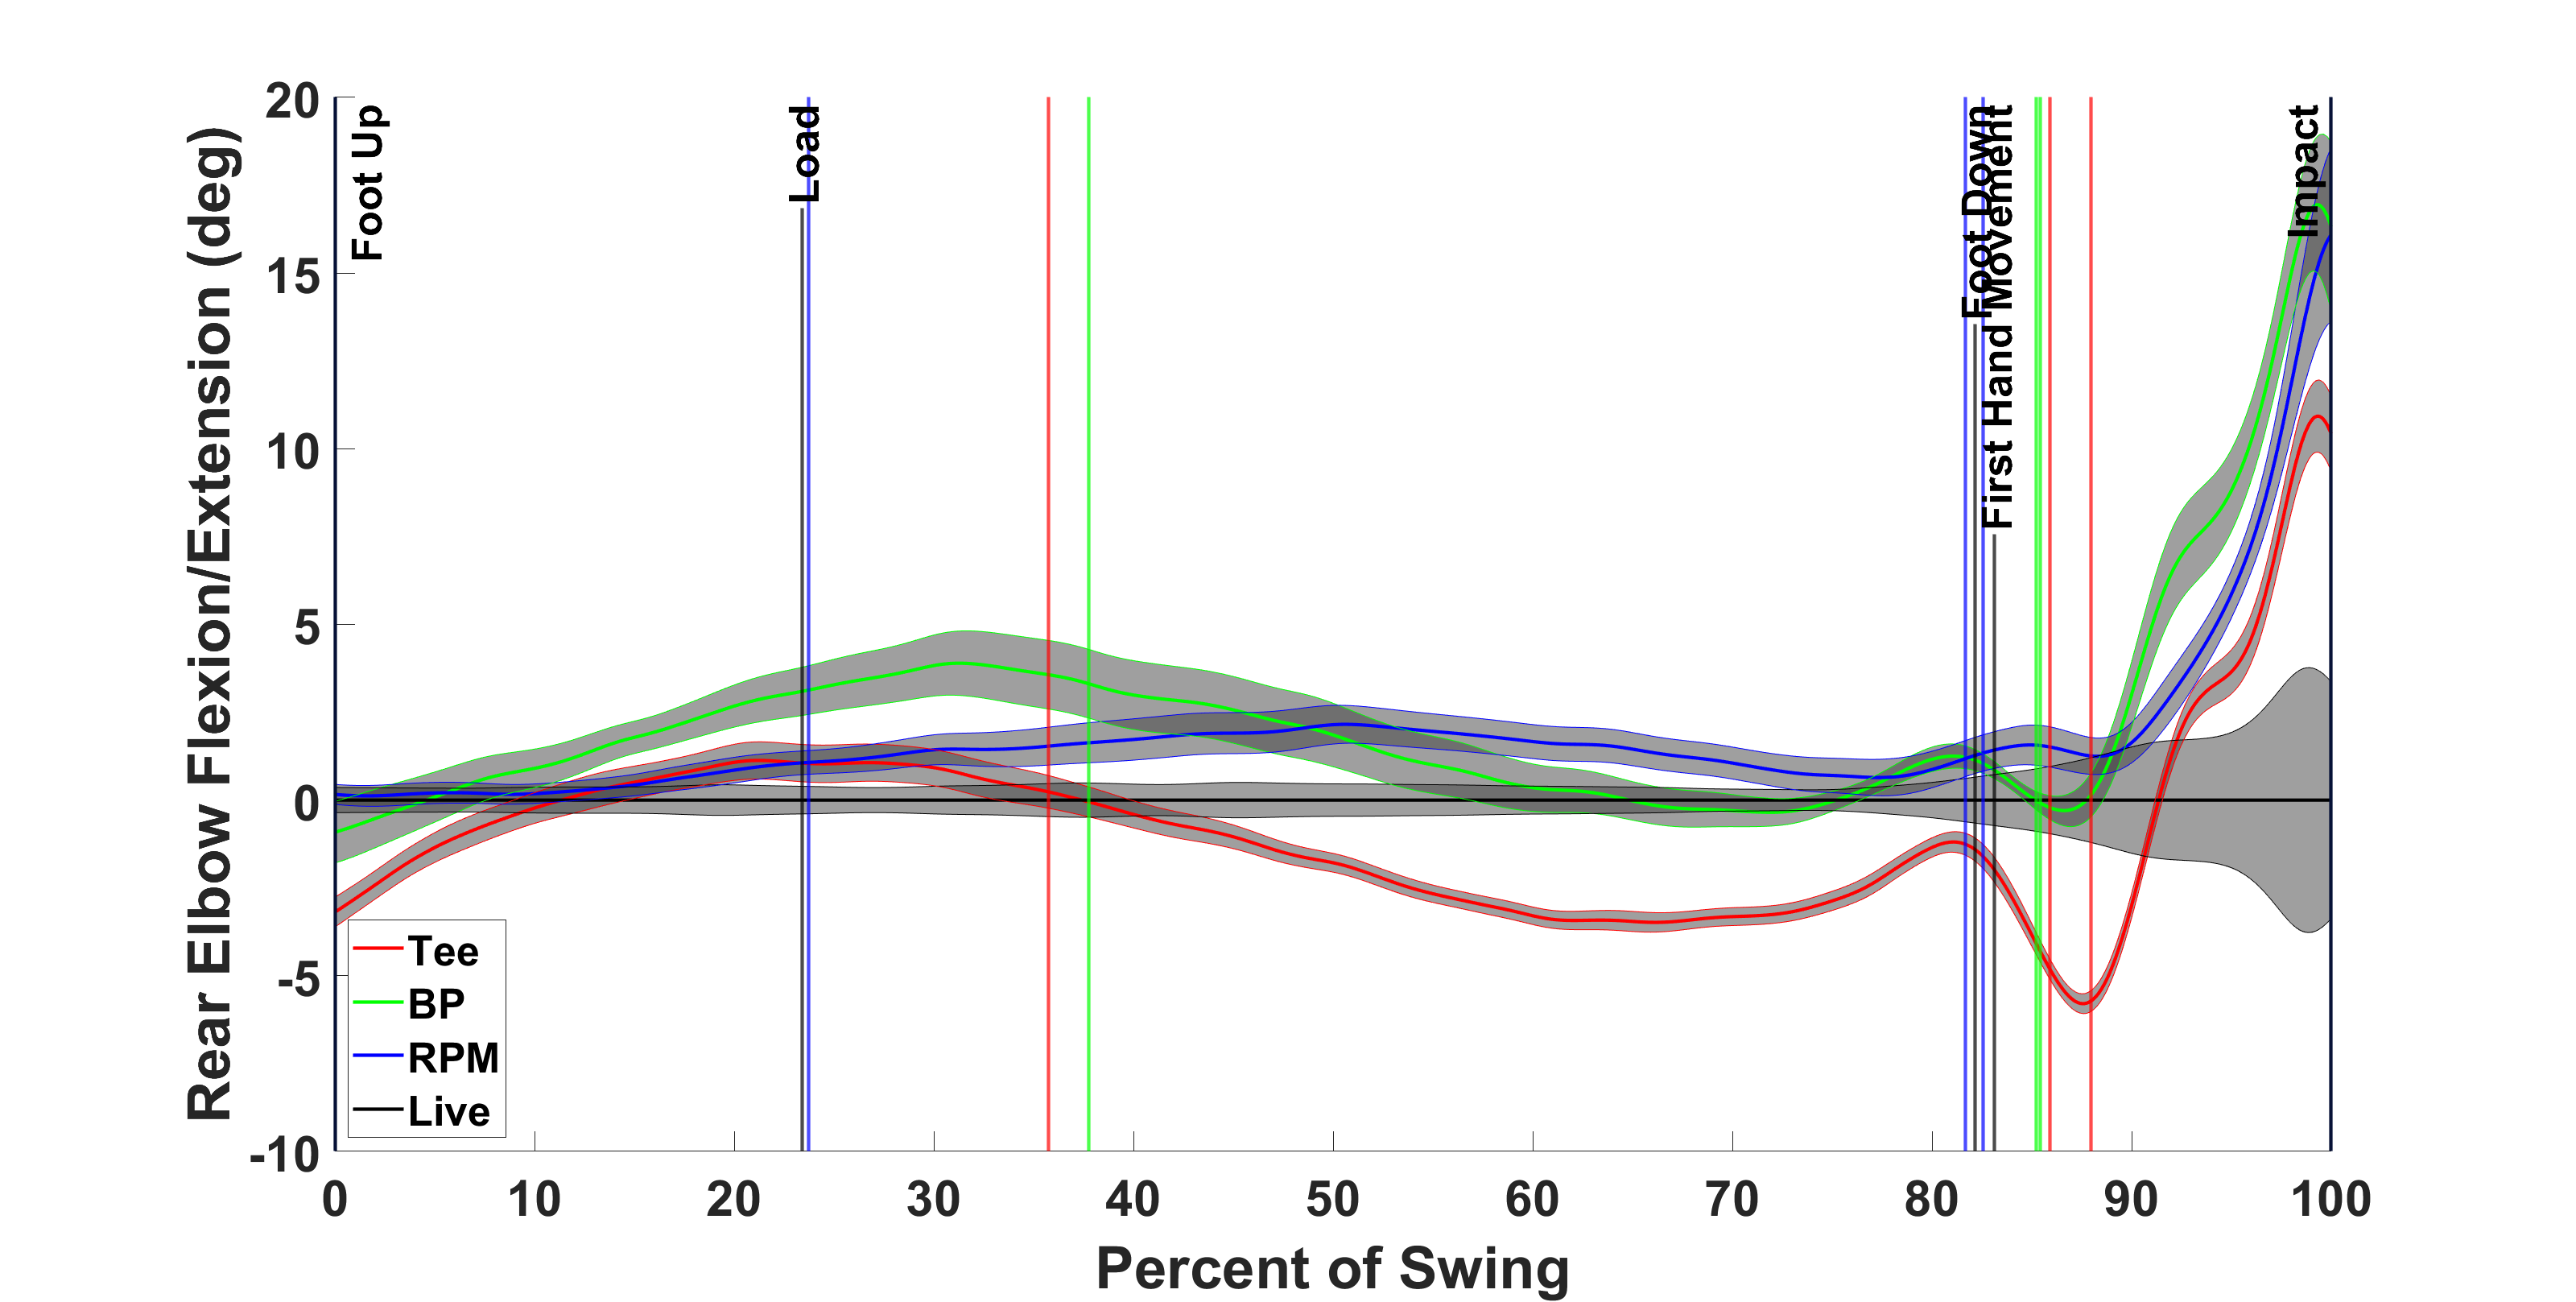 Rear Elbow Flexion/Extension (deg)
20
15
10
5
0
-5
-10
Foot Up
Load
Foot Down
First Hand Movement
Impact
Tee
BP
RPM
Live
0 10 20 30 40 50 60 70 80 90 100
Percent of Swing